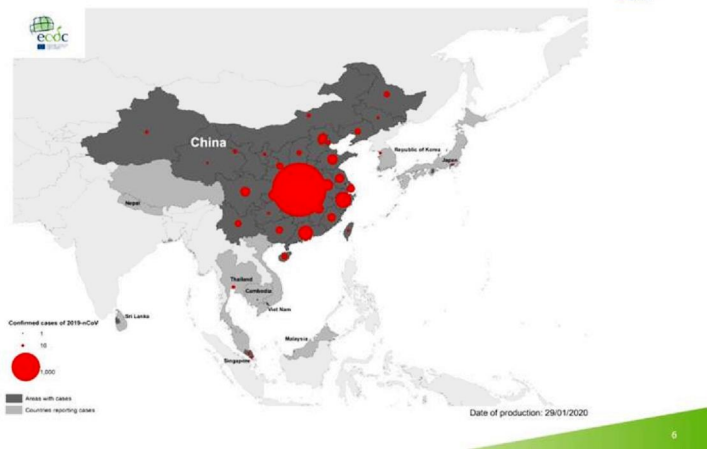 ecdc
China
Republic of Korea
Japan
Nepal
Thailand
Cambodia
Viet Nam
Sri Lanka
Malaysia
Singapore
Confirmed cases of 2019-nCoV
1
10
1,000
Areas with cases
Countries reporting cases
Date of production: 29/01/2020
6